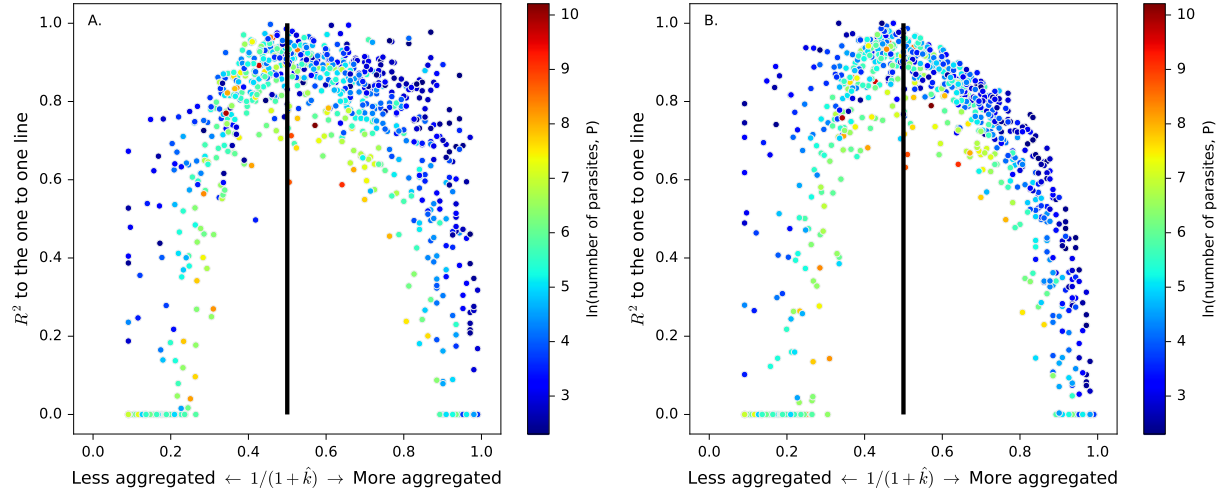 A.
1.0
0.8
0.6
0.4
0.2
0.0
R² to the one to one line
0.0 0.2 0.4 0.6 0.8 1.0
Less aggregated ← 1/(1+k̂) → More aggregated
10
9
8
7
6
5
4
3
ln(numnber of parasites, P)
B.
1.0
0.8
0.6
0.4
0.2
0.0
R² to the one to one line
0.0 0.2 0.4 0.6 0.8 1.0
Less aggregated ← 1/(1+k̂) → More aggregated
10
9
8
7
6
5
4
3
ln(numnber of parasites, P)